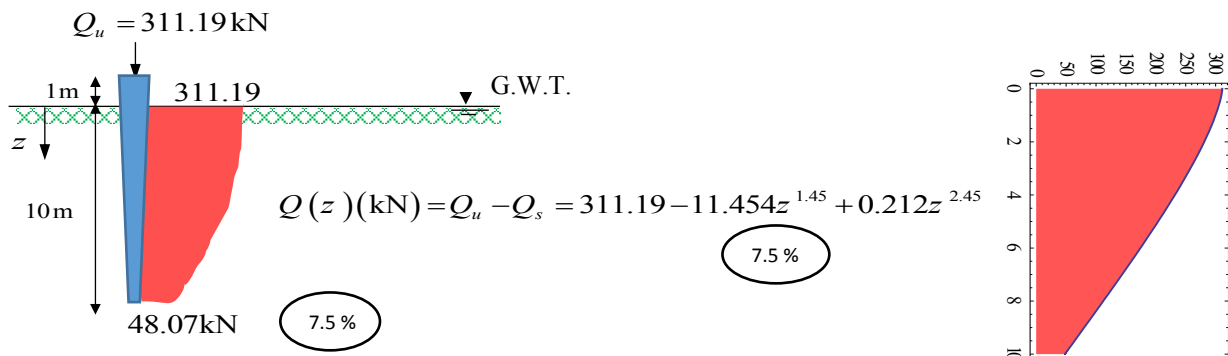 Q_u = 311.19 kN
1m
311.19
G.W.T.
z
10m
Q(z)(kN) = Q_u − Q_s = 311.19 − 11.454z^1.45 + 0.212z^2.45
7.5 %
48.07kN
7.5 %
0 50 100 150 200 250 300
0
2
4
6
8